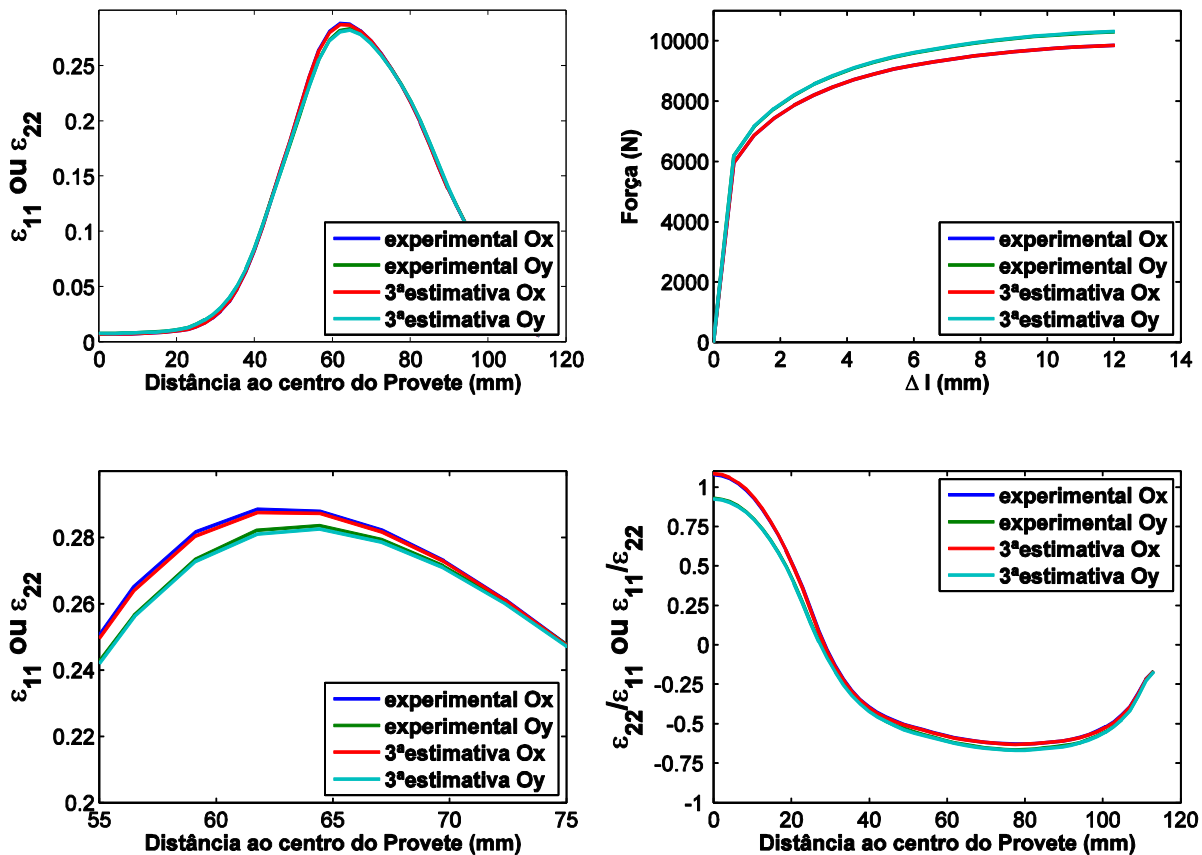 ε11 ou ε22
0.25
0.2
0.15
0.1
0.05
0
0
20
40
60
80
100
120
Distância ao centro do Provete (mm)
experimental Ox
experimental Oy
3ªestimativa Ox
3ªestimativa Oy
Força (N)
10000
8000
6000
4000
2000
0
0
2
4
6
8
10
12
14
Δ l (mm)
experimental Ox
experimental Oy
3ªestimativa Ox
3ªestimativa Oy
ε11 ou ε22
0.28
0.26
0.24
0.22
0.2
55
60
65
70
75
Distância ao centro do Provete (mm)
experimental Ox
experimental Oy
3ªestimativa Ox
3ªestimativa Oy
ε22/ε11 ou ε11/ε22
1
0.75
0.5
0.25
0
-0.25
-0.5
-0.75
-1
0
20
40
60
80
100
120
Distância ao centro do Provete (mm)
experimental Ox
experimental Oy
3ªestimativa Ox
3ªestimativa Oy